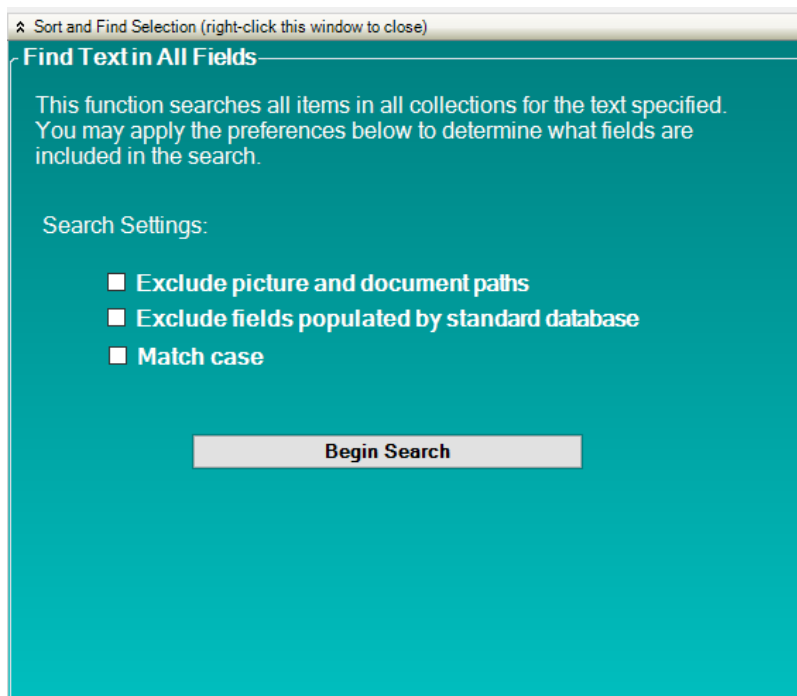 Sort and Find Selection (right-click this window to close)
Find Text in All Fields
This function searches all items in all collections for the text specified.
You may apply the preferences below to determine what fields are
included in the search.
Search Settings:
Exclude picture and document paths
Exclude fields populated by standard database
Match case
Begin Search